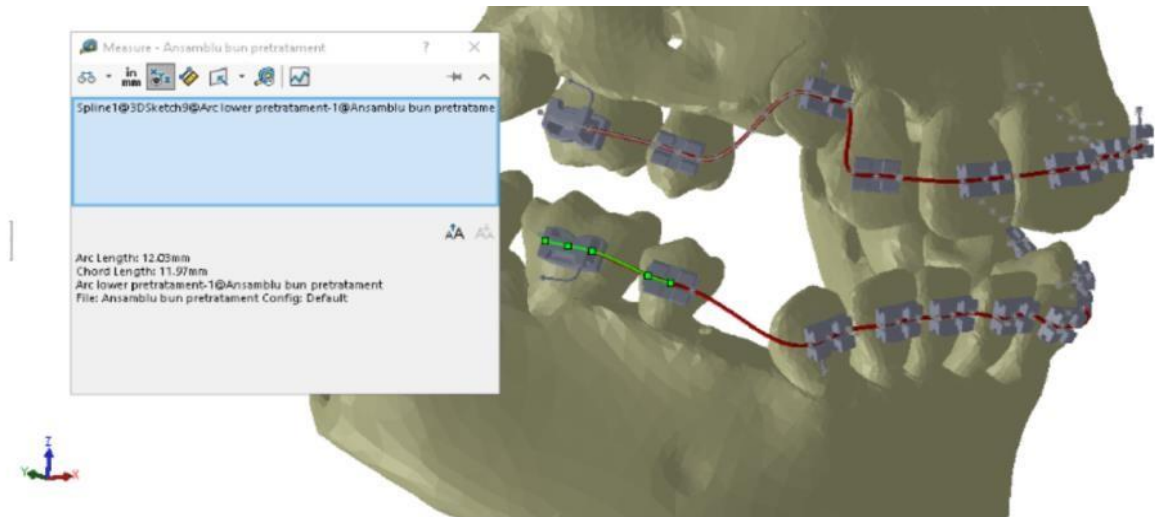 Measure - Ansamblu bun pretratament ? ×
in
mm
Spline1@3DSketch9@Arc lower pretratament-1@Ansamblu bun pretratame
Arc Length: 12.03mm
Chord Length: 11.97mm
Arc lower pretratament-1@Ansamblu bun pretratament
File: Ansamblu bun pretratament Config: Default
Z
Y
X